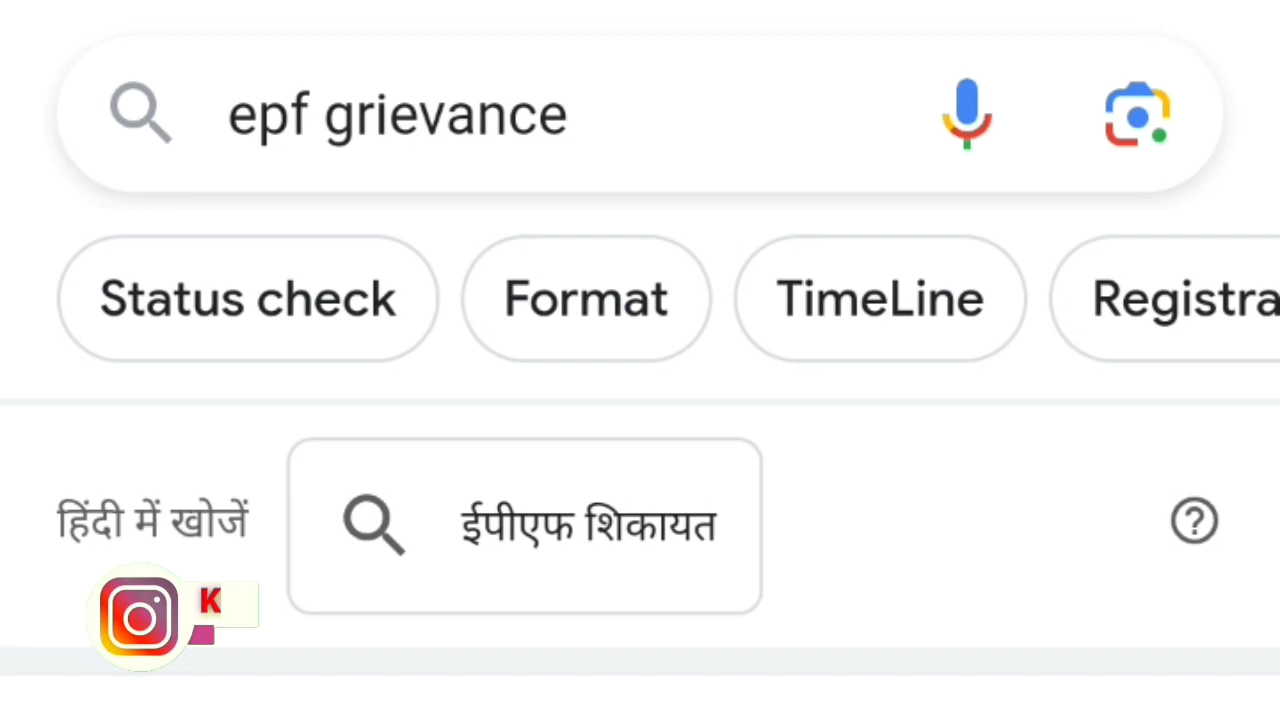 epf grievance
Status check Format TimeLine Registra
हिंदी में खोजें ईपीएफ शिकायत
K